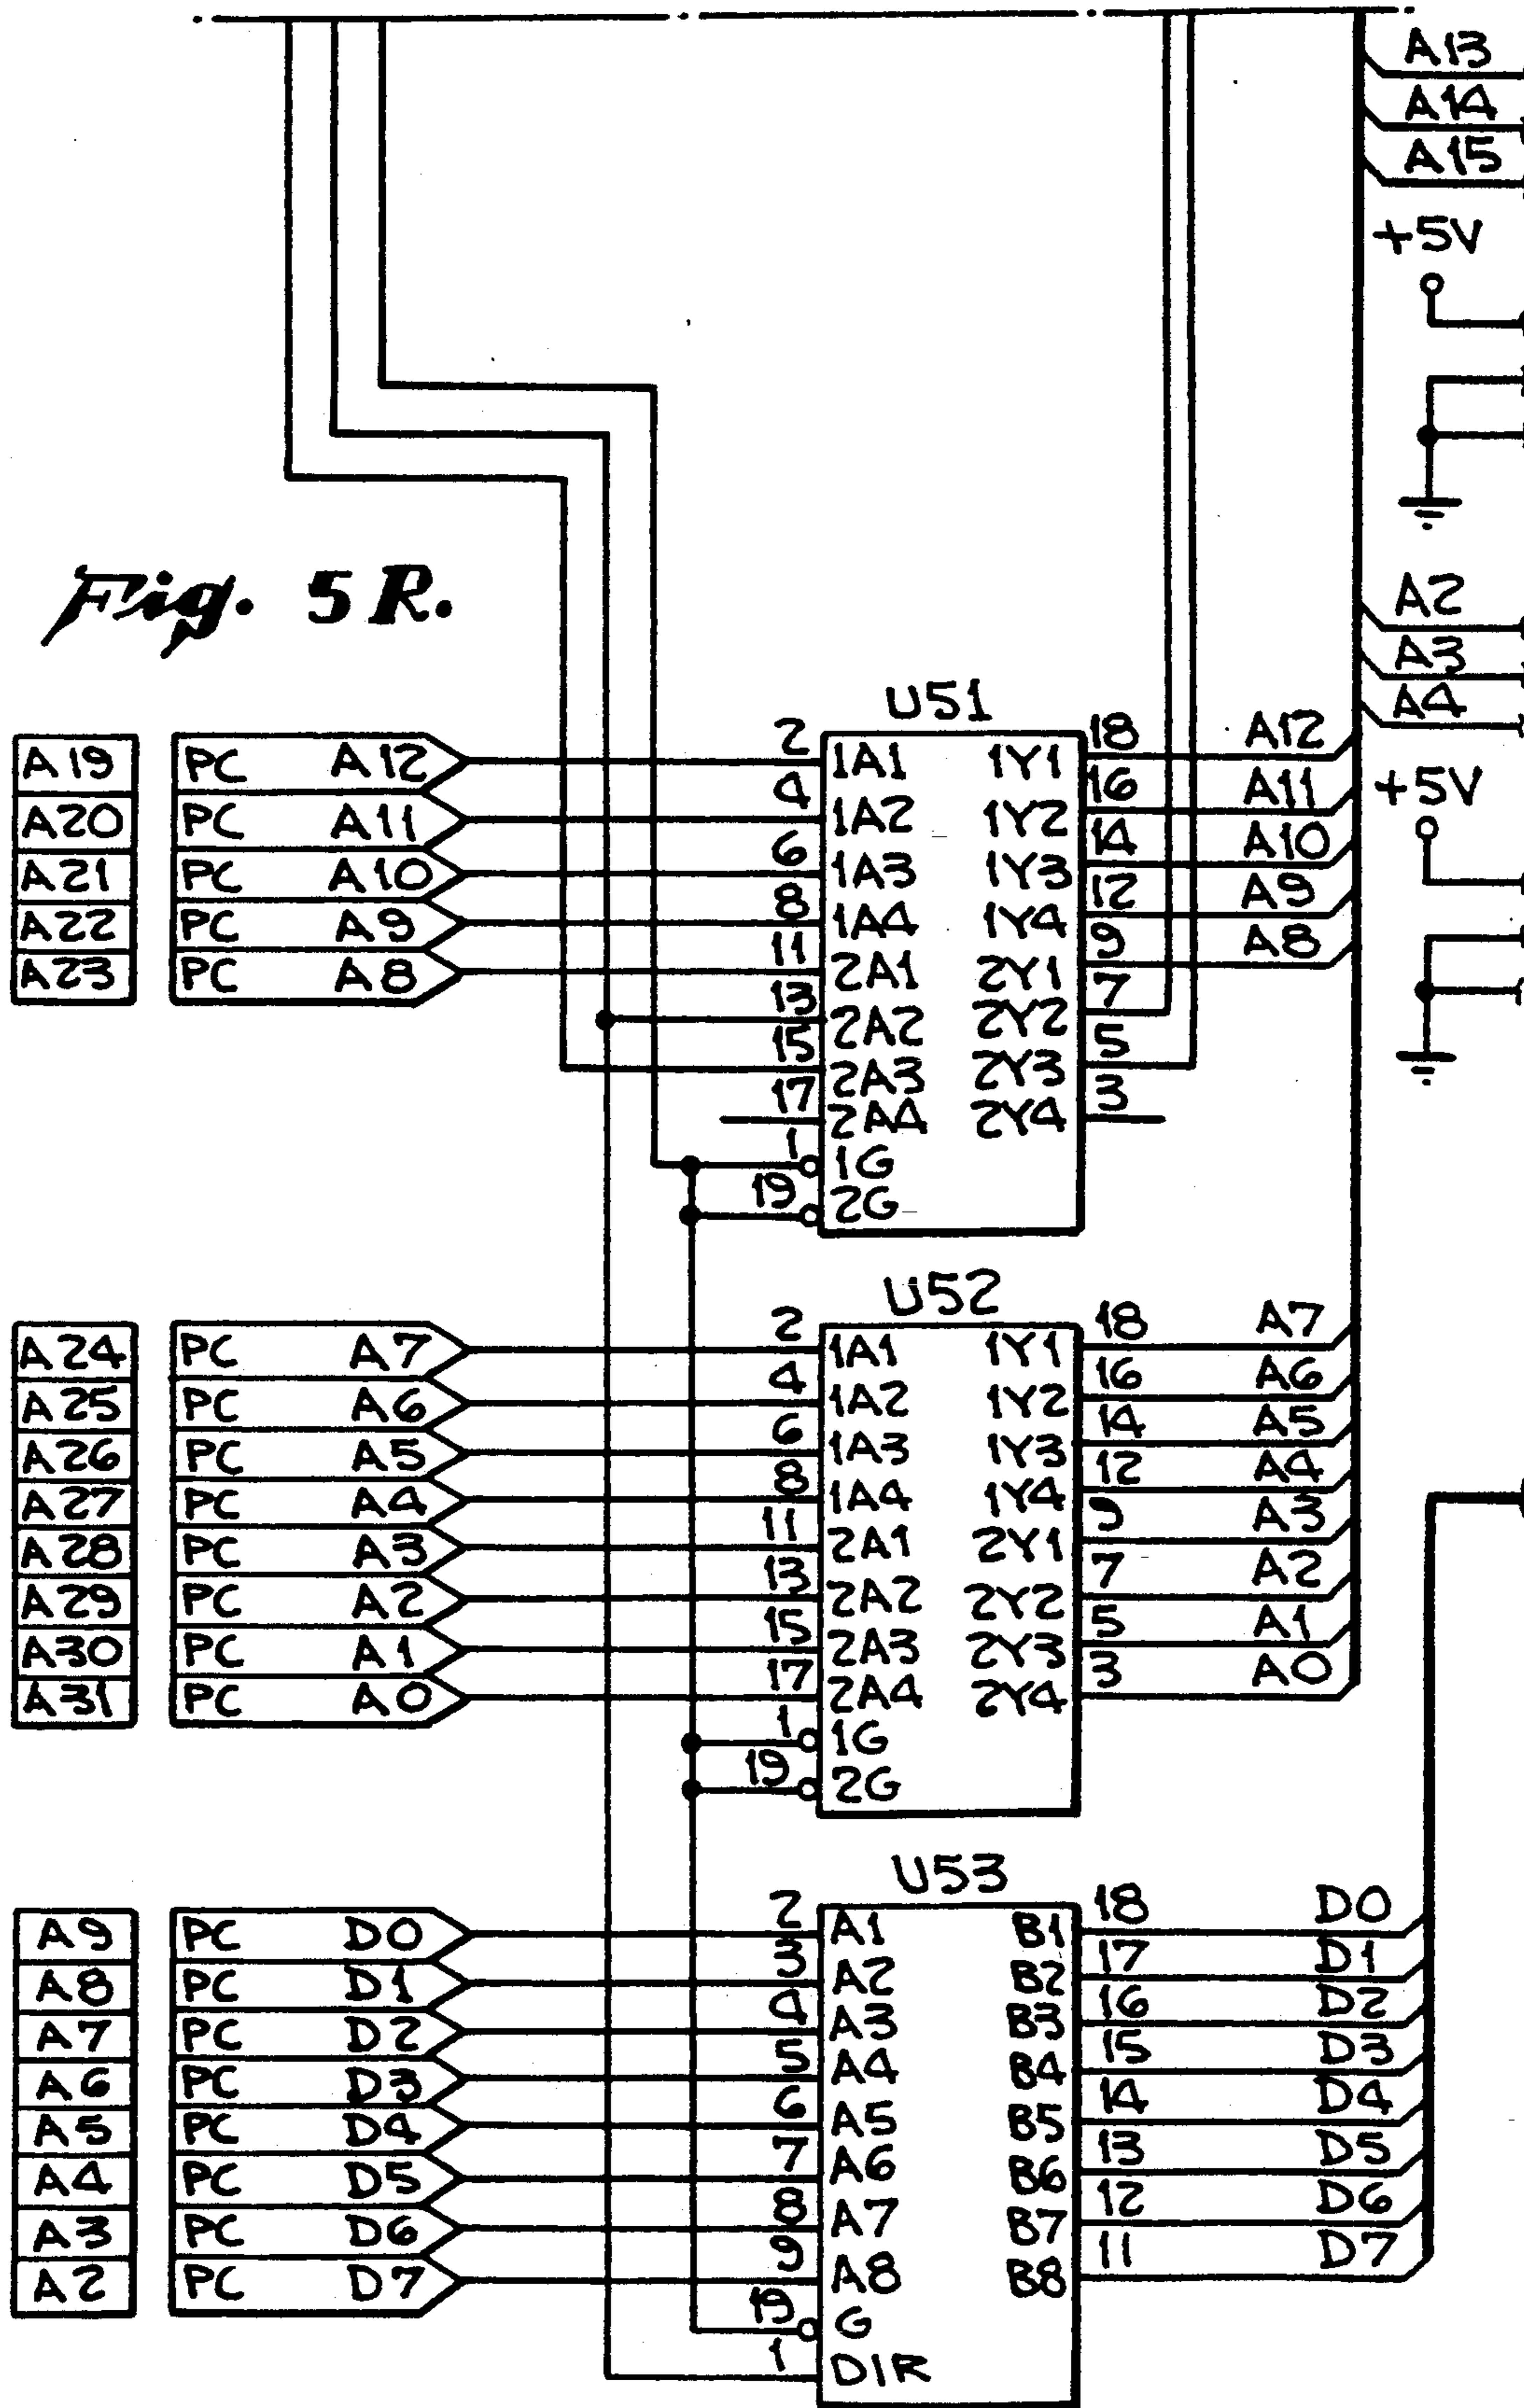 A13
A14
A15
+5V
Fig. 5R.
A2
A3
A4
+5V
U51
A19 PC A12 2 1A1 1Y1 18 A12
A20 PC A11 4 1A2 1Y2 16 A11
A21 PC A10 6 1A3 1Y3 14 A10
A22 PC A9 8 1A4 1Y4 12 A9
A23 PC A8 11 2A1 2Y1 9 A8
13 2A2 2Y2 7
15 2A3 2Y3 5
17 2A4 2Y4 3
1 1G
19 2G
U52
A24 PC A7 2 1A1 1Y1 18 A7
A25 PC A6 4 1A2 1Y2 16 A6
A26 PC A5 6 1A3 1Y3 14 A5
A27 PC A4 8 1A4 1Y4 12 A4
A28 PC A3 11 2A1 2Y1 9 A3
A29 PC A2 13 2A2 2Y2 7 A2
A30 PC A1 15 2A3 2Y3 5 A1
A31 PC A0 17 2A4 2Y4 3 A0
1 1G
19 2G
U53
A9 PC D0 2 A1 B1 18 D0
A8 PC D1 3 A2 B2 17 D1
A7 PC D2 4 A3 B3 16 D2
A6 PC D3 5 A4 B4 15 D3
A5 PC D4 6 A5 B5 14 D4
A4 PC D5 7 A6 B6 13 D5
A3 PC D6 8 A7 B7 12 D6
A2 PC D7 9 A8 B8 11 D7
19 G
1 DIR